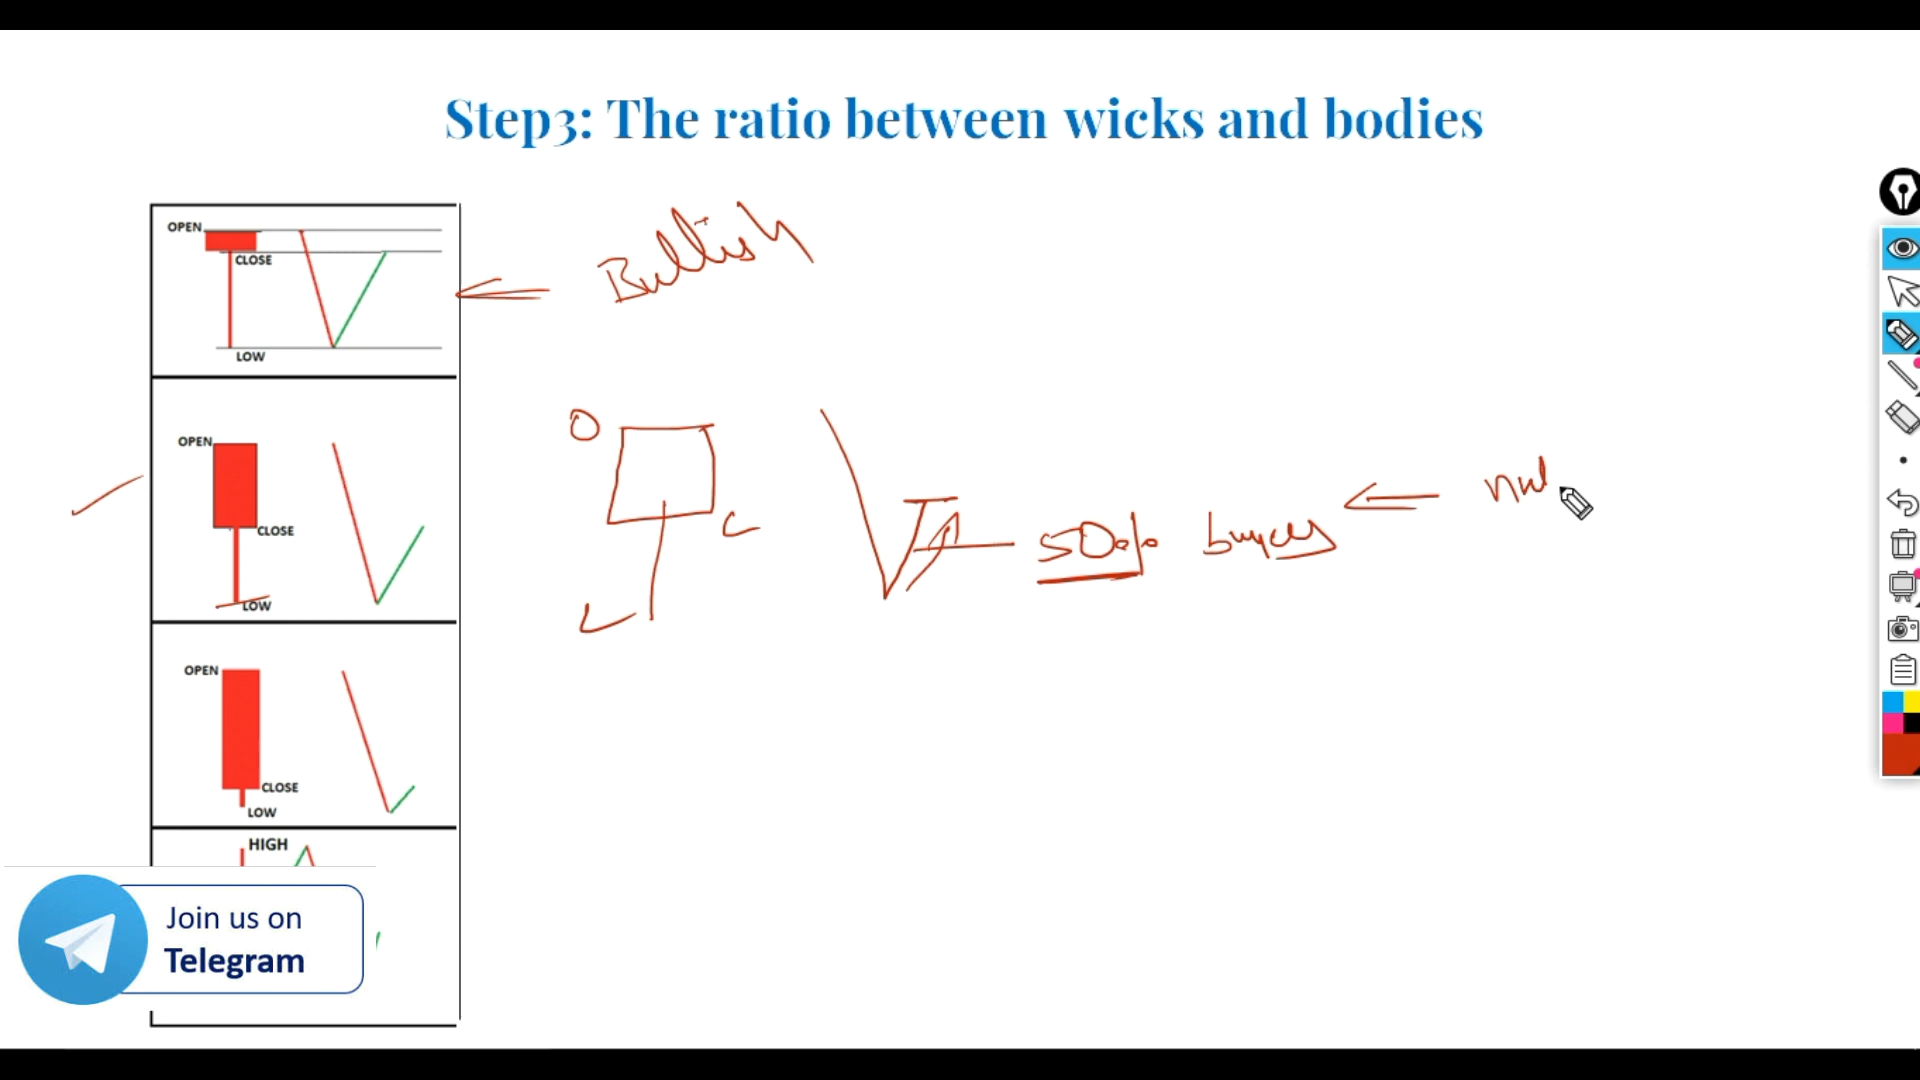 Step3: The ratio between wicks and bodies
OPEN
CLOSE
LOW
Bullish
OPEN
CLOSE
LOW
O
C
L
50% buyers
OPEN
CLOSE
LOW
HIGH
Join us on
Telegram